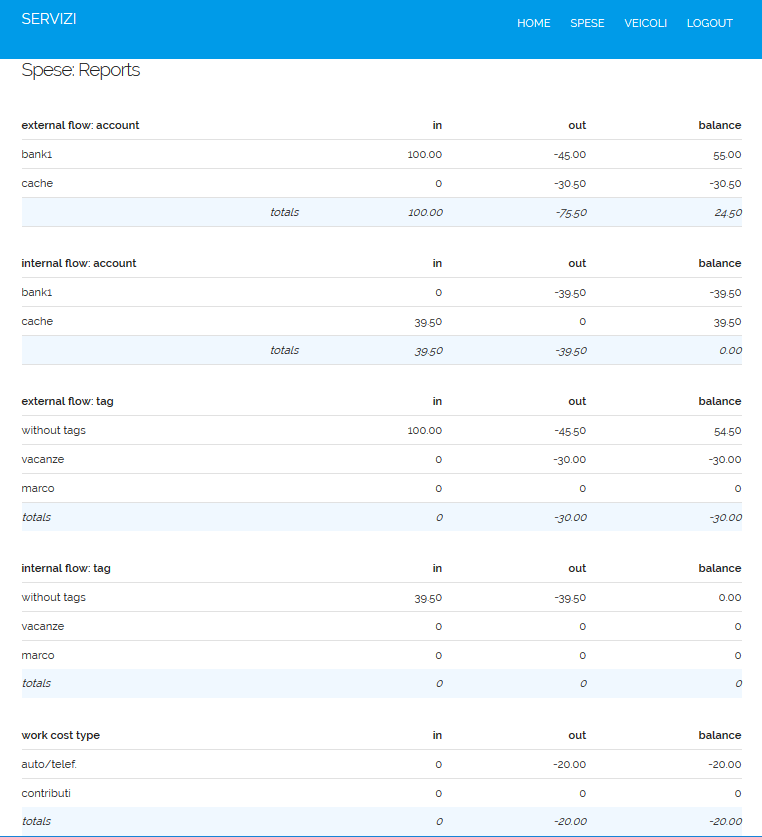 SERVIZI
HOME SPESE VEICOLI LOGOUT
Spese: Reports
external flow: account in out balance
bank1 100.00 -45.00 55.00
cache 0 -30.50 -30.50
totals 100.00 -75.50 24.50
internal flow: account in out balance
bank1 0 -39.50 -39.50
cache 39.50 0 39.50
totals 39.50 -39.50 0.00
external flow: tag in out balance
without tags 100.00 -45.50 54.50
vacanze 0 -30.00 -30.00
marco 0 0 0
totals 0 -30.00 -30.00
internal flow: tag in out balance
without tags 39.50 -39.50 0.00
vacanze 0 0 0
marco 0 0 0
totals 0 0 0
work cost type in out balance
auto/telef. 0 -20.00 -20.00
contributi 0 0 0
totals 0 -20.00 -20.00